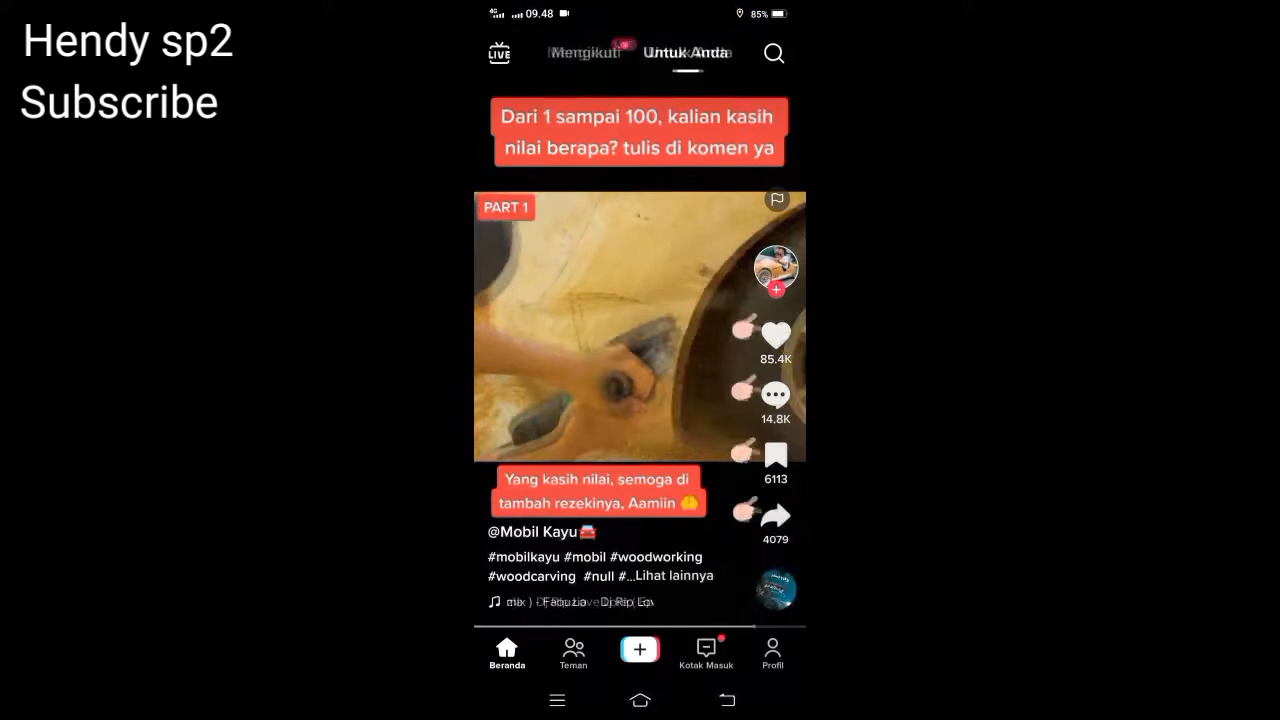 Hendy sp2
Subscribe
4G 09.48 85%
LIVE
Mengikuti Untuk Anda
Dari 1 sampai 100, kalian kasih
nilai berapa? tulis di komen ya
PART 1
85.4K
14.8K
6113
4079
Yang kasih nilai, semoga di
tambah rezekinya, Aamiin 🤲
@Mobil Kayu🚘
#mobilkayu #mobil #woodworking
#woodcarving #null #...Lihat lainnya
Beranda Teman Kotak Masuk Profil